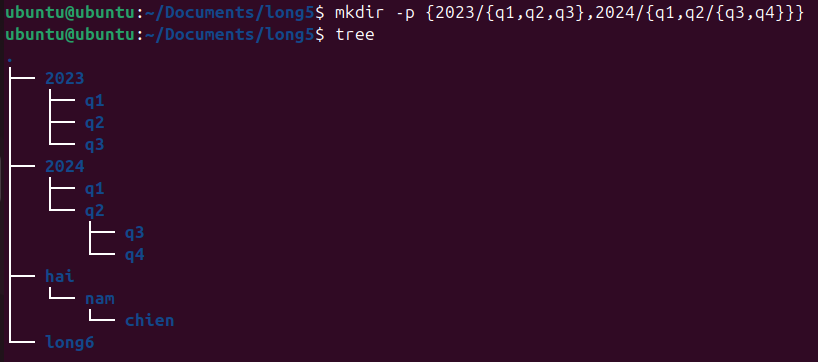 ubuntu@ubuntu:~/Documents/long5$ mkdir -p {2023/{q1,q2,q3},2024/{q1,q2/{q3,q4}}}
ubuntu@ubuntu:~/Documents/long5$ tree
.
├── 2023
│   ├── q1
│   ├── q2
│   └── q3
├── 2024
│   ├── q1
│   └── q2
│       ├── q3
│       └── q4
├── hai
│   └── nam
│       └── chien
└── long6